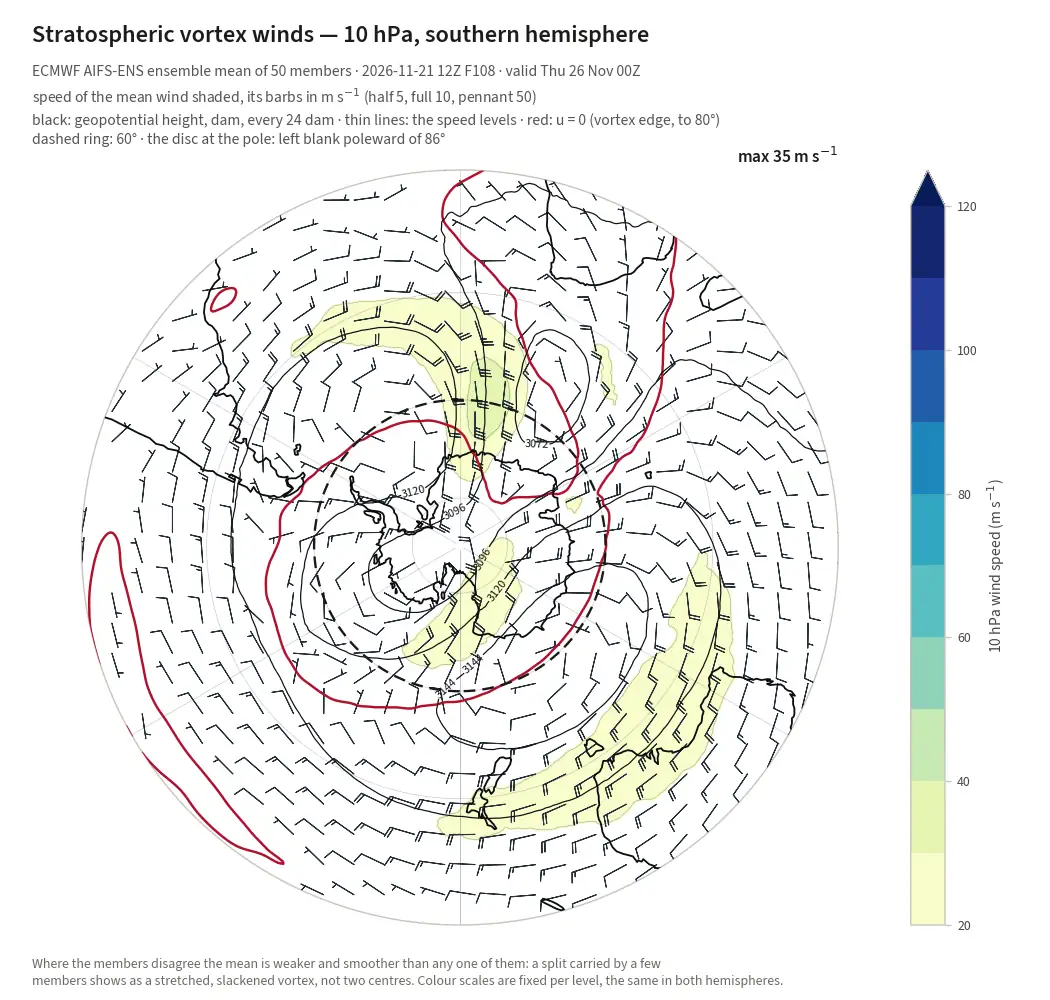 Stratospheric vortex winds — 10 hPa, southern hemisphere
ECMWF AIFS-ENS ensemble mean of 50 members · 2026-11-21 12Z F108 · valid Thu 26 Nov 00Z
speed of the mean wind shaded, its barbs in m s⁻¹ (half 5, full 10, pennant 50)
black: geopotential height, dam, every 24 dam · thin lines: the speed levels · red: u = 0 (vortex edge, to 80°)
dashed ring: 60° · the disc at the pole: left blank poleward of 86°
max 35 m s⁻¹
120
100
80
60
40
20
10 hPa wind speed (m s⁻¹)
3072
3120
3096
3096
3120
3144
3144
Where the members disagree the mean is weaker and smoother than any one of them: a split carried by a few
members shows as a stretched, slackened vortex, not two centres. Colour scales are fixed per level, the same in both hemispheres.